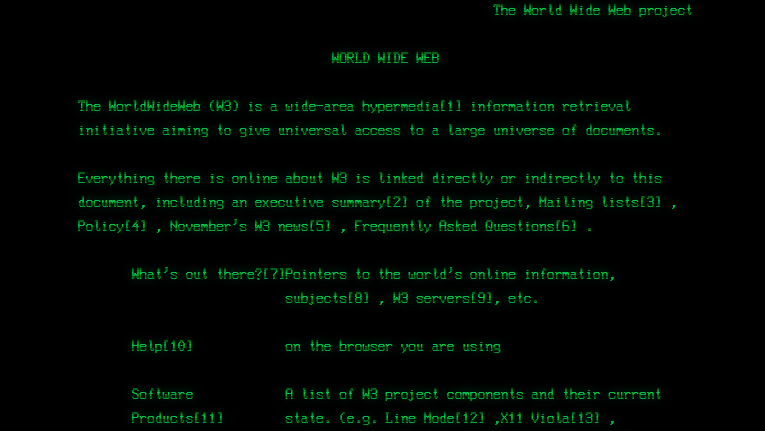 The World Wide Web project
WORLD WIDE WEB
The WorldWideWeb (W3) is a wide-area hypermedia[1] information retrieval
initiative aiming to give universal access to a large universe of documents.
Everything there is online about W3 is linked directly or indirectly to this
document, including an executive summary[2] of the project, Mailing lists[3] ,
Policy[4] , November's W3 news[5] , Frequently Asked Questions[6] .
What's out there?[7]Pointers to the world's online information,
subjects[8] , W3 servers[9], etc.
Help[10] on the browser you are using
Software A list of W3 project components and their current
Products[11] state. (e.g. Line Mode[12] ,X11 Viola[13] ,